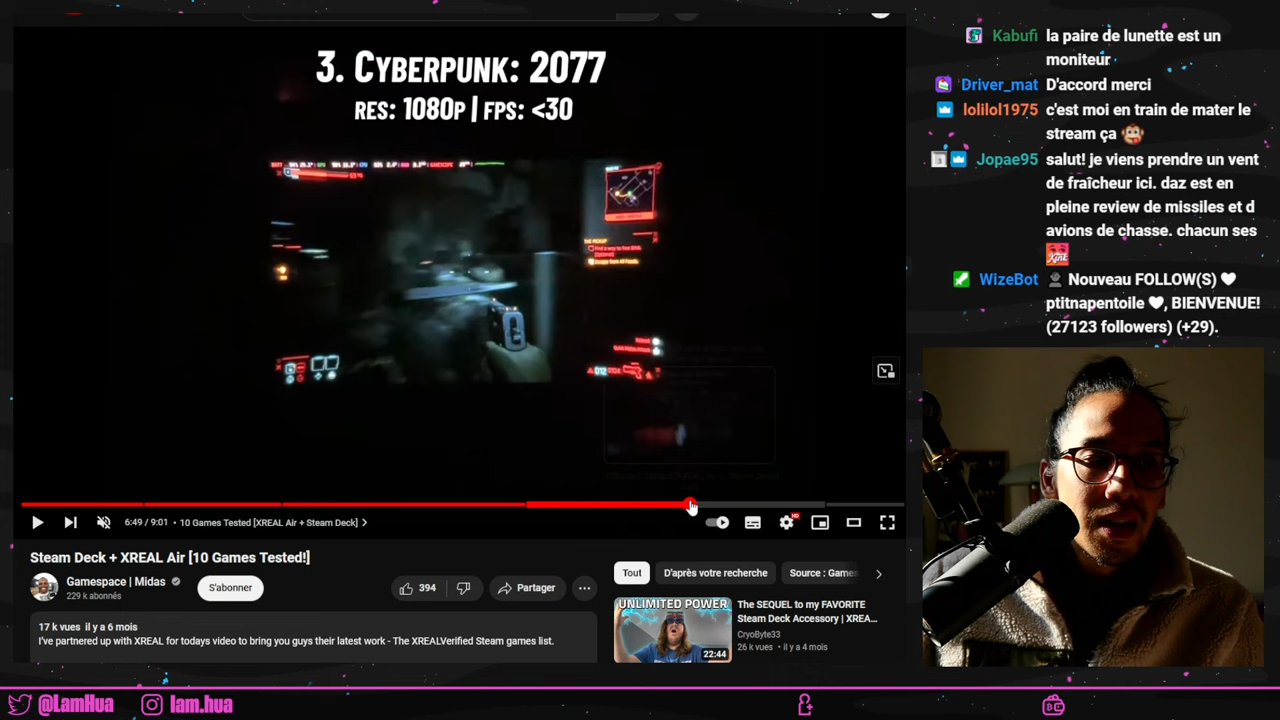 3. CYBERPUNK: 2077
RES: 1080P | FPS: <30
6:49 / 9:01 • 10 Games Tested [XREAL Air + Steam Deck]
HD
Steam Deck + XREAL Air [10 Games Tested!]
Gamespace | Midas
229 k abonnés
S'abonner
394
Partager
17 k vues il y a 6 mois
I've partnered up with XREAL for todays video to bring you guys their latest work - The XREALVerified Steam games list.
Tout
D'après votre recherche
Source : Games
UNLIMITED POWER
22:44
The SEQUEL to my FAVORITE
Steam Deck Accessory | XREA...
CryoByte33
26 k vues • il y a 4 mois
Kabufi la paire de lunette est un
moniteur
Driver_mat D'accord merci
lolilol1975 c'est moi en train de mater le
stream ça
Jopae95 salut! je viens prendre un vent
de fraîcheur ici. daz est en
pleine review de missiles et d
avions de chasse. chacun ses
WizeBot Nouveau FOLLOW(S)
ptitnapentoile, BIENVENUE!
(27123 followers) (+29).
@LamHua
lam.hua